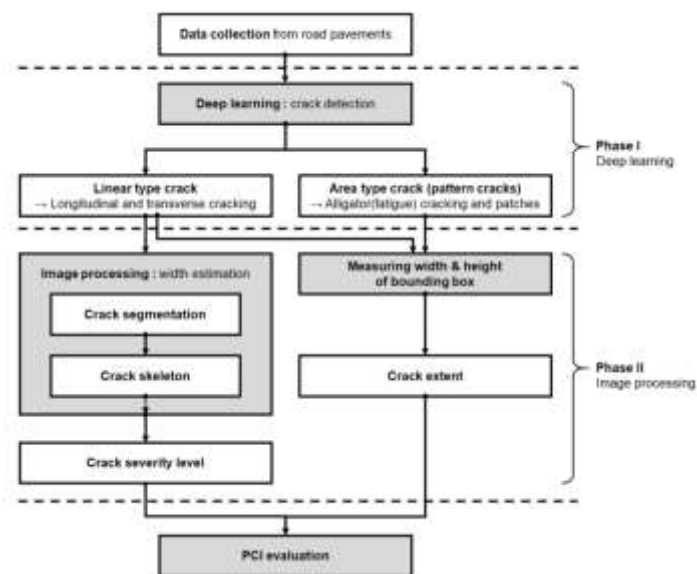 Data collection from road pavements
Deep learning : crack detection
Phase I
Deep learning
Linear type crack
→ Longitudinal and transverse cracking
Area type crack (pattern cracks)
→ Alligator(fatigue) cracking and patches
Image processing : width estimation
Crack segmentation
Crack skeleton
Measuring width & height
of bounding box
Crack extent
Phase II
Image processing
Crack severity level
PCI evaluation